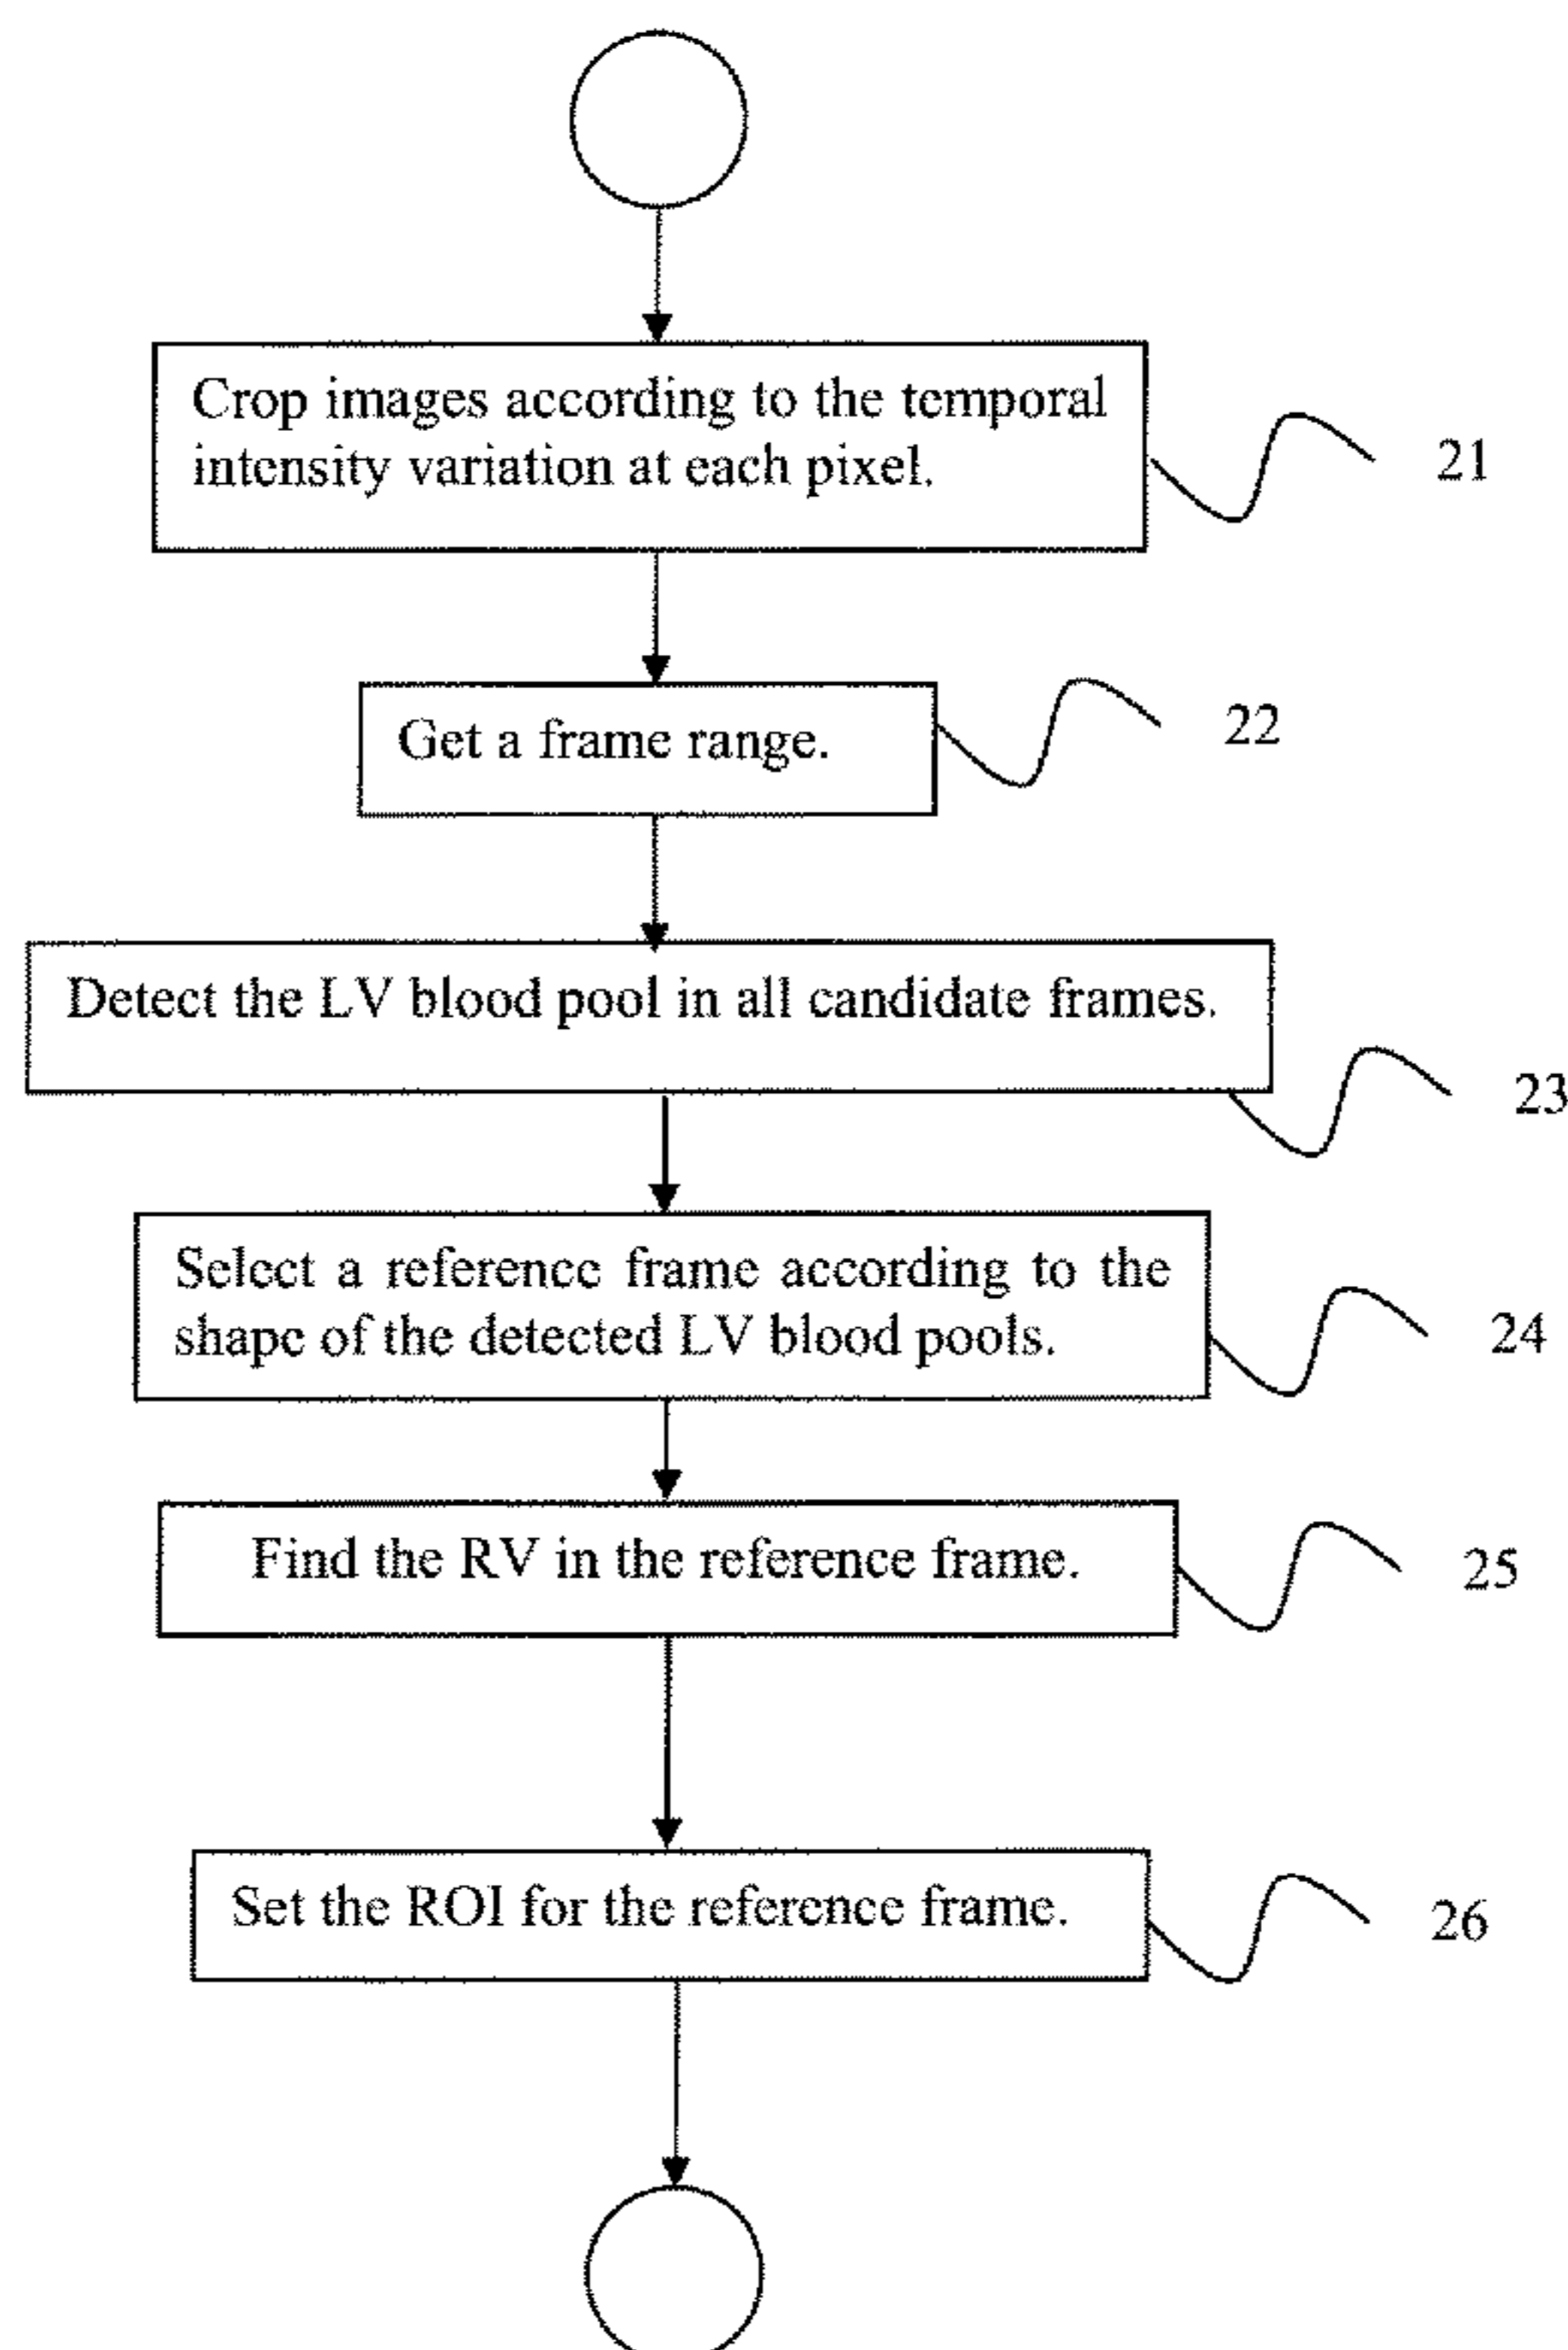 Crop images according to the temporal
intensity variation at each pixel.
21
Get a frame range.
22
Detect the LV blood pool in all candidate frames.
23
Select a reference frame according to the
shape of the detected LV blood pools.
24
Find the RV in the reference frame.
25
Set the ROI for the reference frame.
26